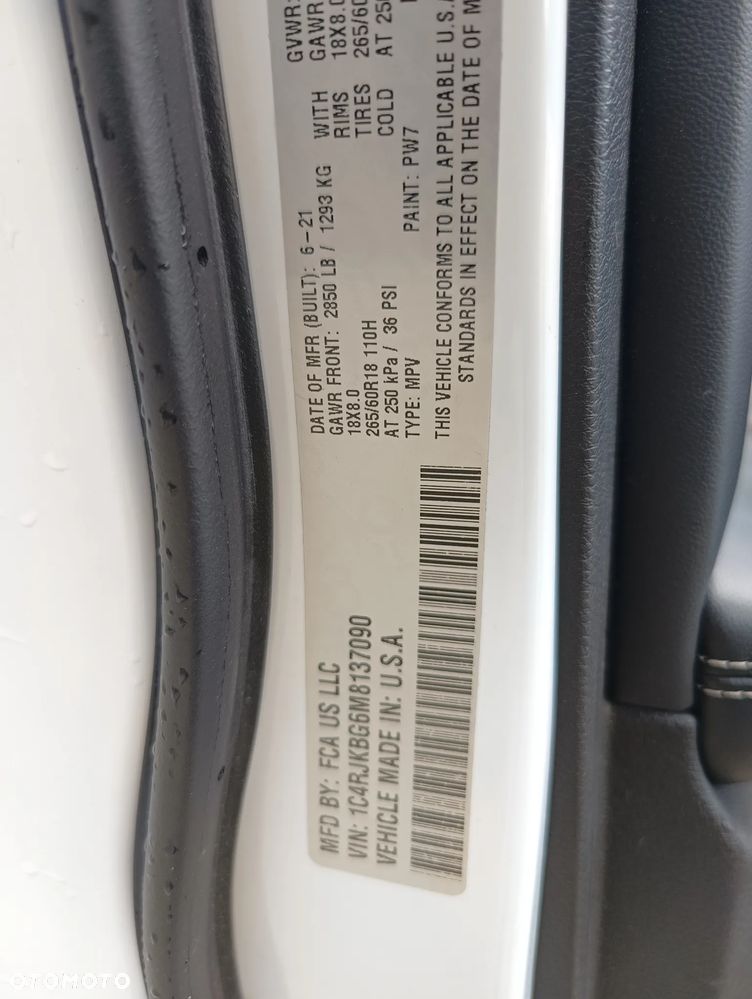 MFD BY: FCA US LLC
VIN: 1C4RJKBG6M8137090
VEHICLE MADE IN: U.S.A.
DATE OF MFR (BUILT): 6-21 GVWR:
GAWR FRONT: 2850 LB / 1293 KG WITH GAWR
18X8.0 RIMS 18X8.0
265/60R18 110H TIRES 265/60
AT 250 kPa / 36 PSI COLD AT 250
TYPE: MPV PAINT: PW7
THIS VEHICLE CONFORMS TO ALL APPLICABLE U.S.A.
STANDARDS IN EFFECT ON THE DATE OF M
OTOMOTO